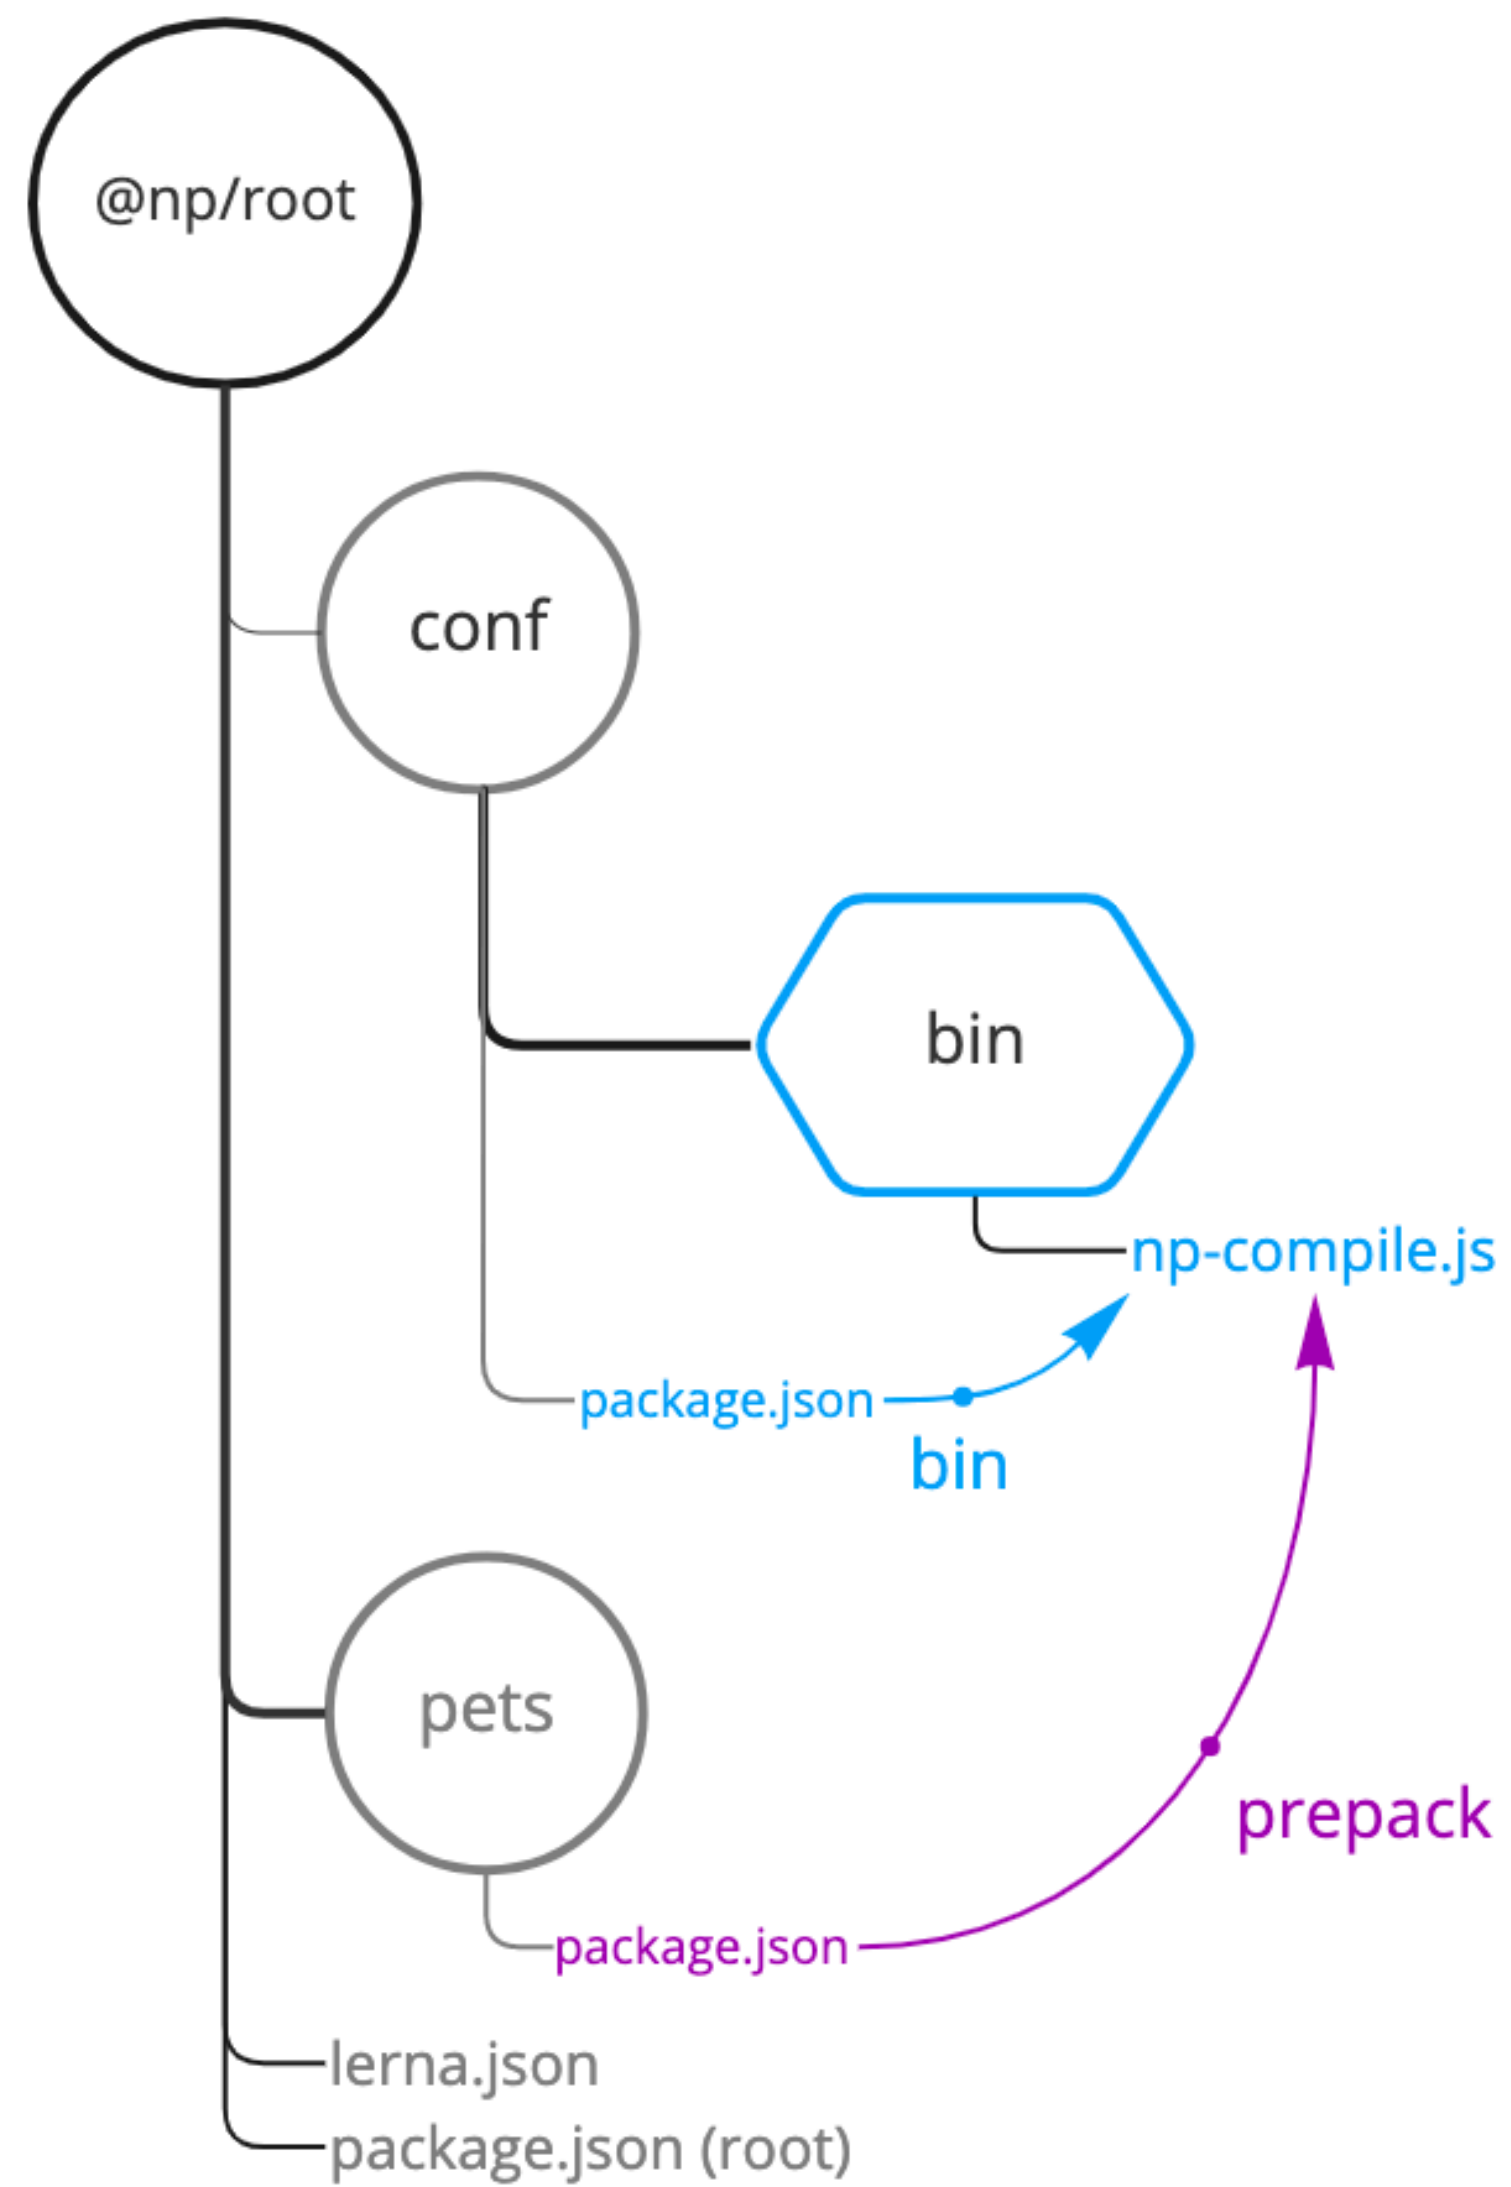 @np/root
conf
bin
np-compile.js
package.json
bin
pets
prepack
package.json
lerna.json
package.json (root)